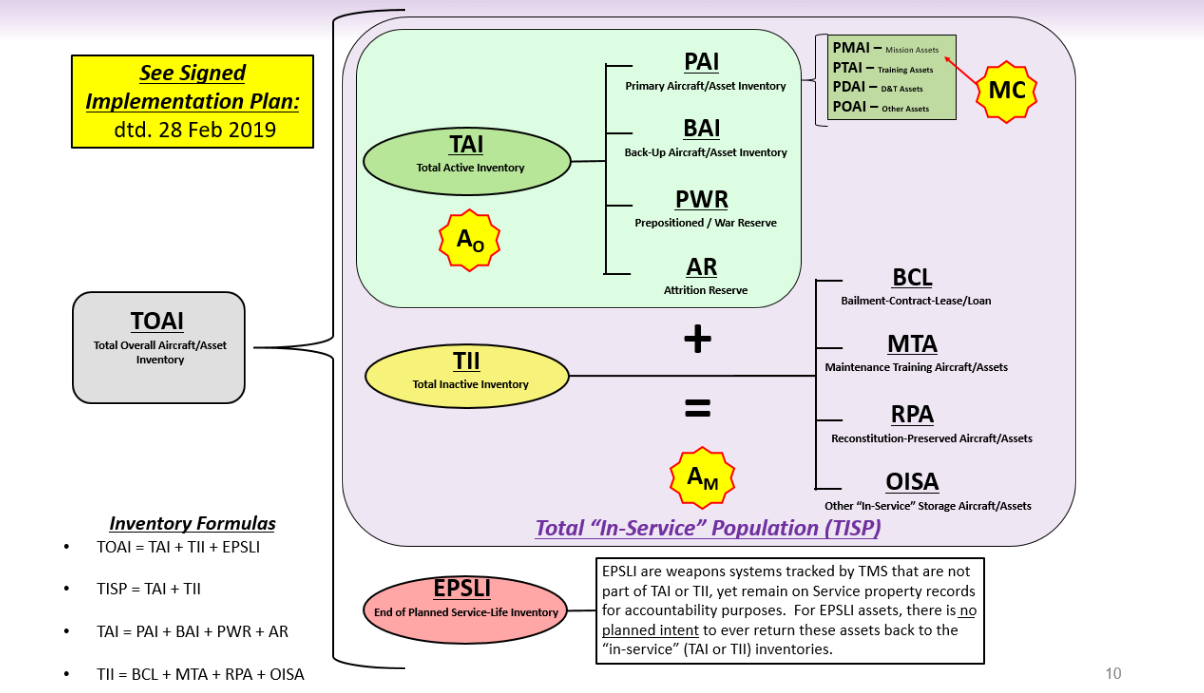 See Signed
Implementation Plan:
dtd. 28 Feb 2019
TOAI
Total Overall Aircraft/Asset
Inventory
TAI
Total Active Inventory
AO
PAI
Primary Aircraft/Asset Inventory
BAI
Back-Up Aircraft/Asset Inventory
PWR
Prepositioned / War Reserve
AR
Attrition Reserve
PMAI – Mission Assets
PTAI – Training Assets
PDAI – D&T Assets
POAI – Other Assets
MC
+
TII
Total Inactive Inventory
=
AM
BCL
Bailment-Contract-Lease/Loan
MTA
Maintenance Training Aircraft/Assets
RPA
Reconstitution-Preserved Aircraft/Assets
OISA
Other “In-Service” Storage Aircraft/Assets
Total “In-Service” Population (TISP)
Inventory Formulas
• TOAI = TAI + TII + EPSLI
• TISP = TAI + TII
• TAI = PAI + BAI + PWR + AR
• TII = BCL + MTA + RPA + OISA
EPSLI
End of Planned Service-Life Inventory
EPSLI are weapons systems tracked by TMS that are not
part of TAI or TII, yet remain on Service property records
for accountability purposes.  For EPSLI assets, there is no
planned intent to ever return these assets back to the
“in-service” (TAI or TII) inventories.
10